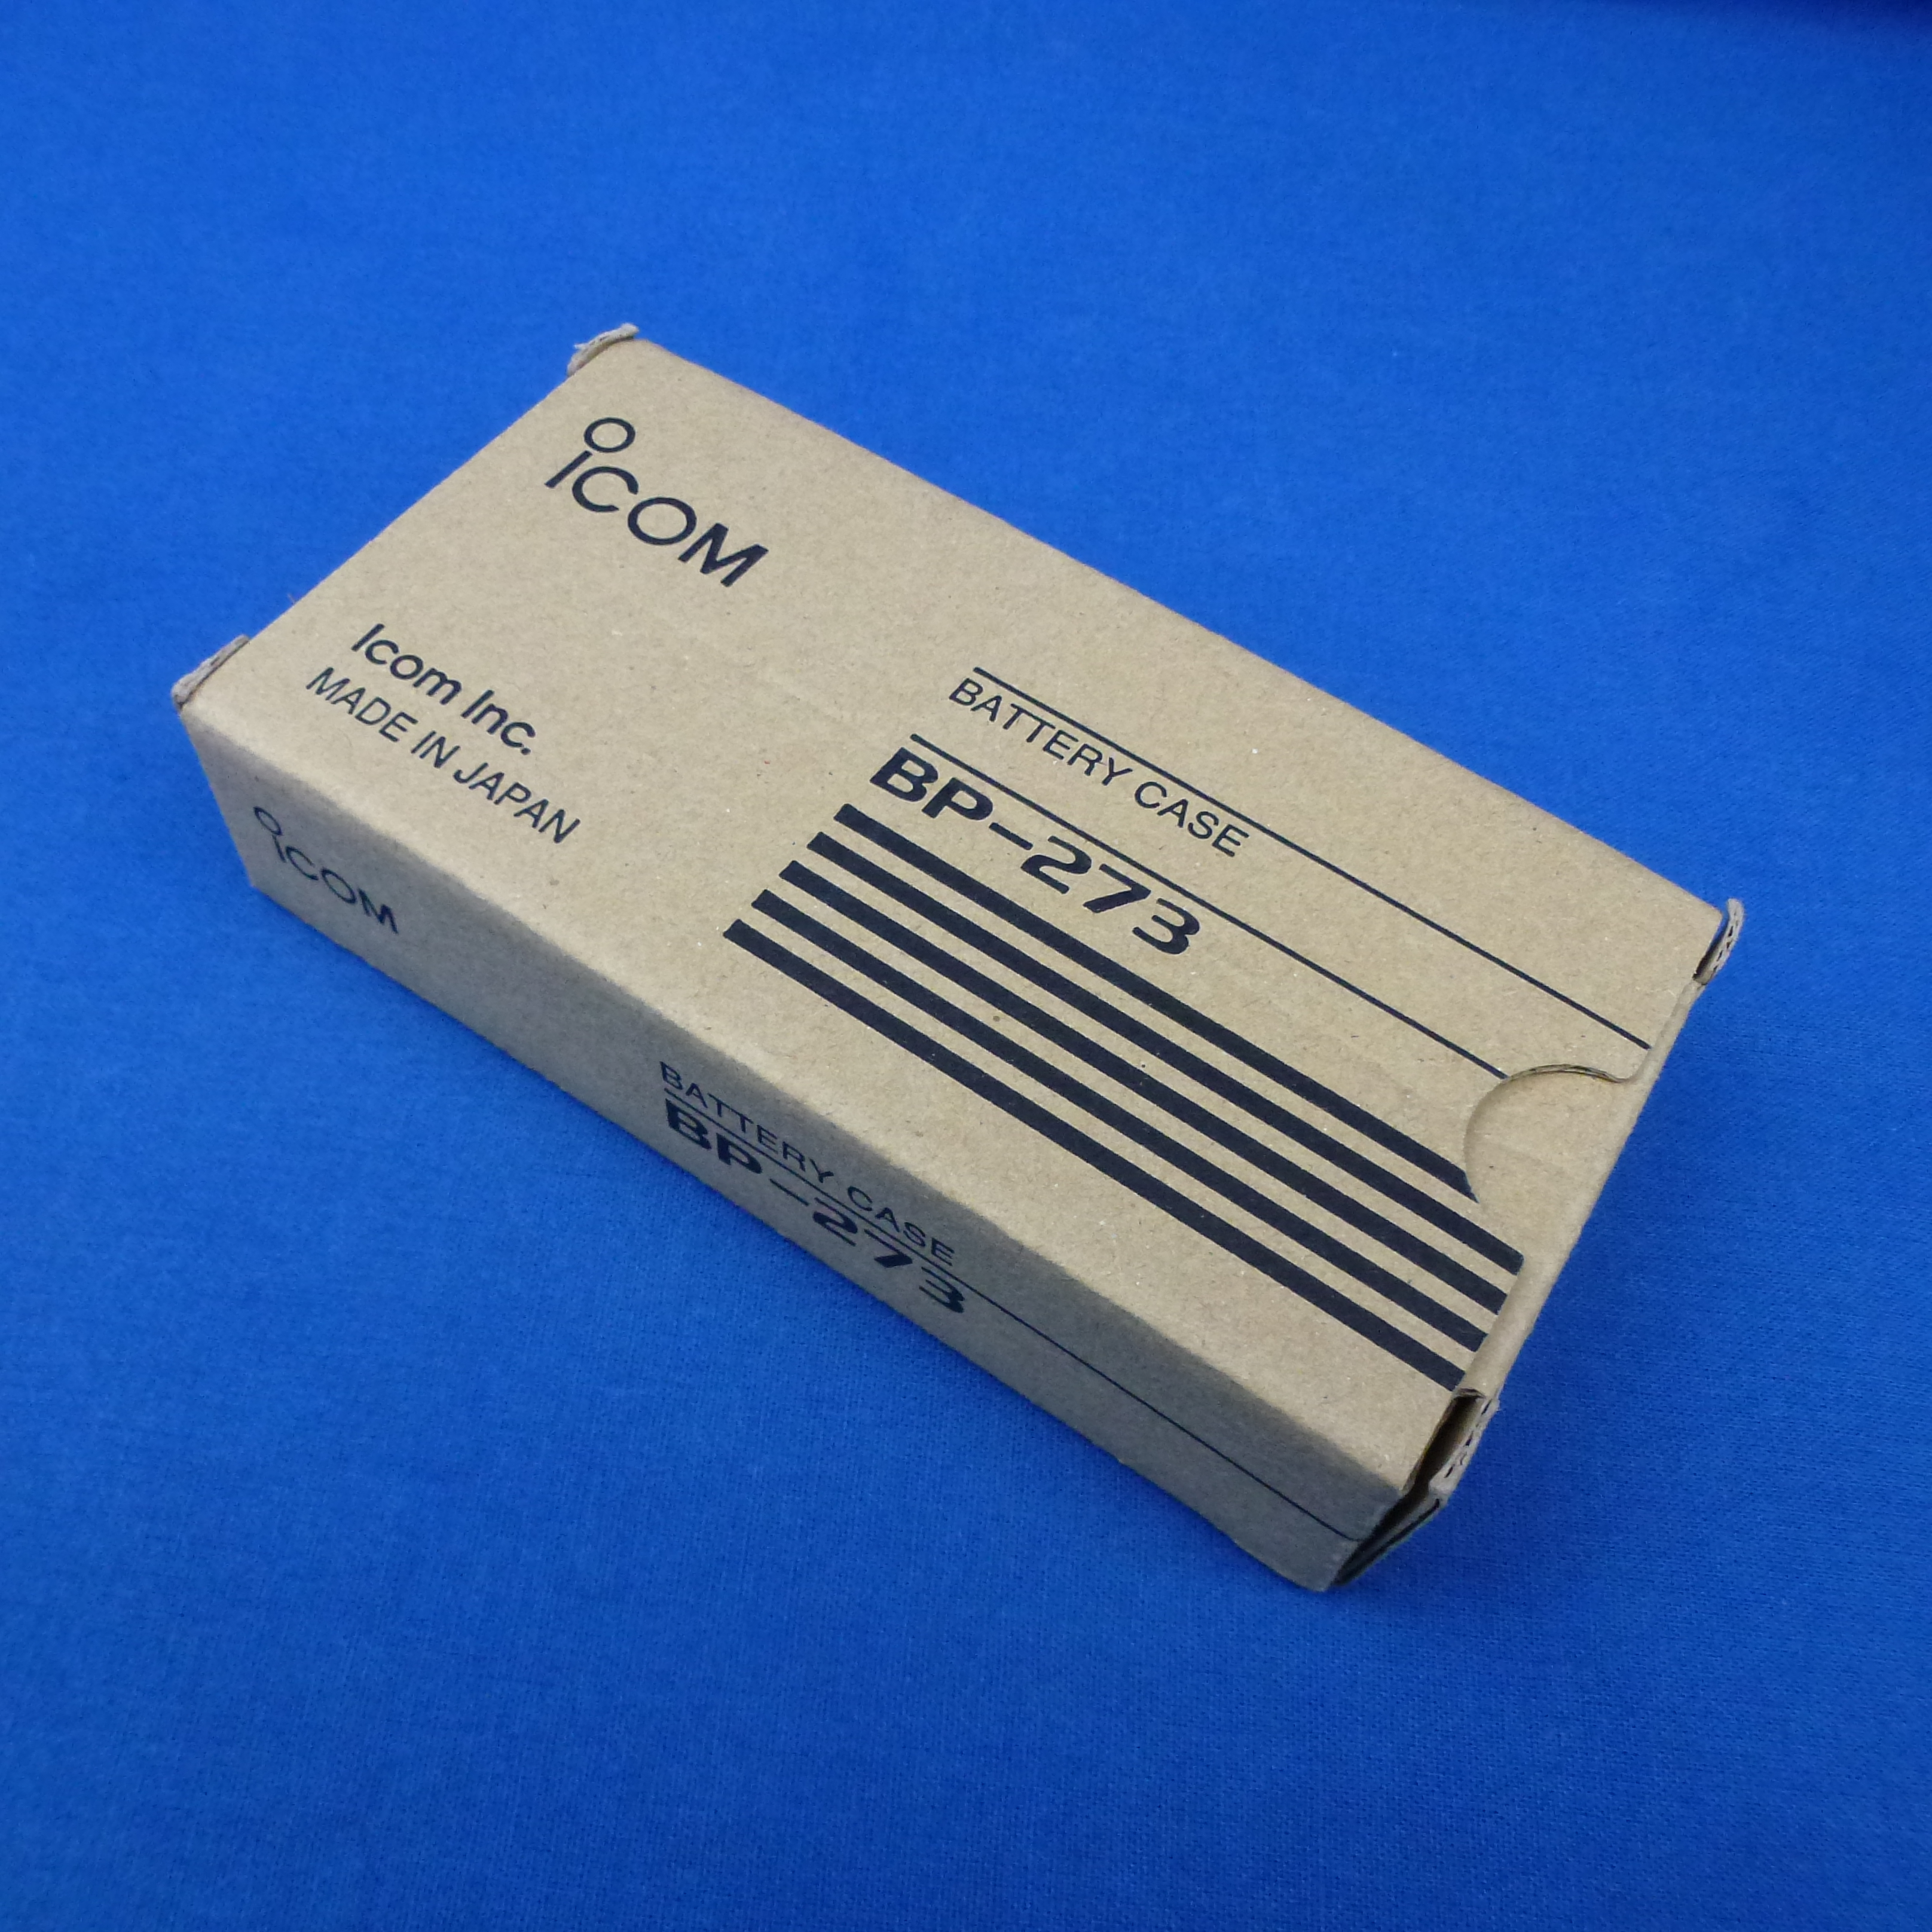 ICOM
Icom Inc.
MADE IN JAPAN
BATTERY CASE
BP-273
ICOM
BATTERY CASE
BP-273